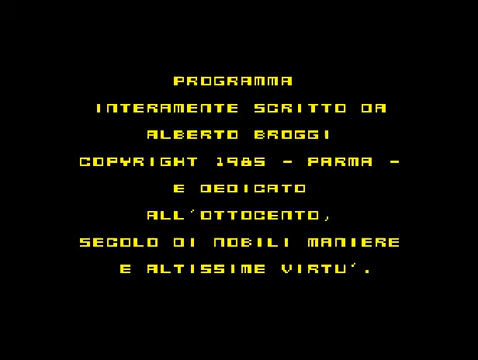 PROGRAMMA
INTERAMENTE SCRITTO DA
ALBERTO BROGGI
COPYRIGHT 1985 - PARMA -
E DEDICATO
ALL'OTTOCENTO,
SECOLO DI NOBILI MANIERE
E ALTISSIME VIRTU'.